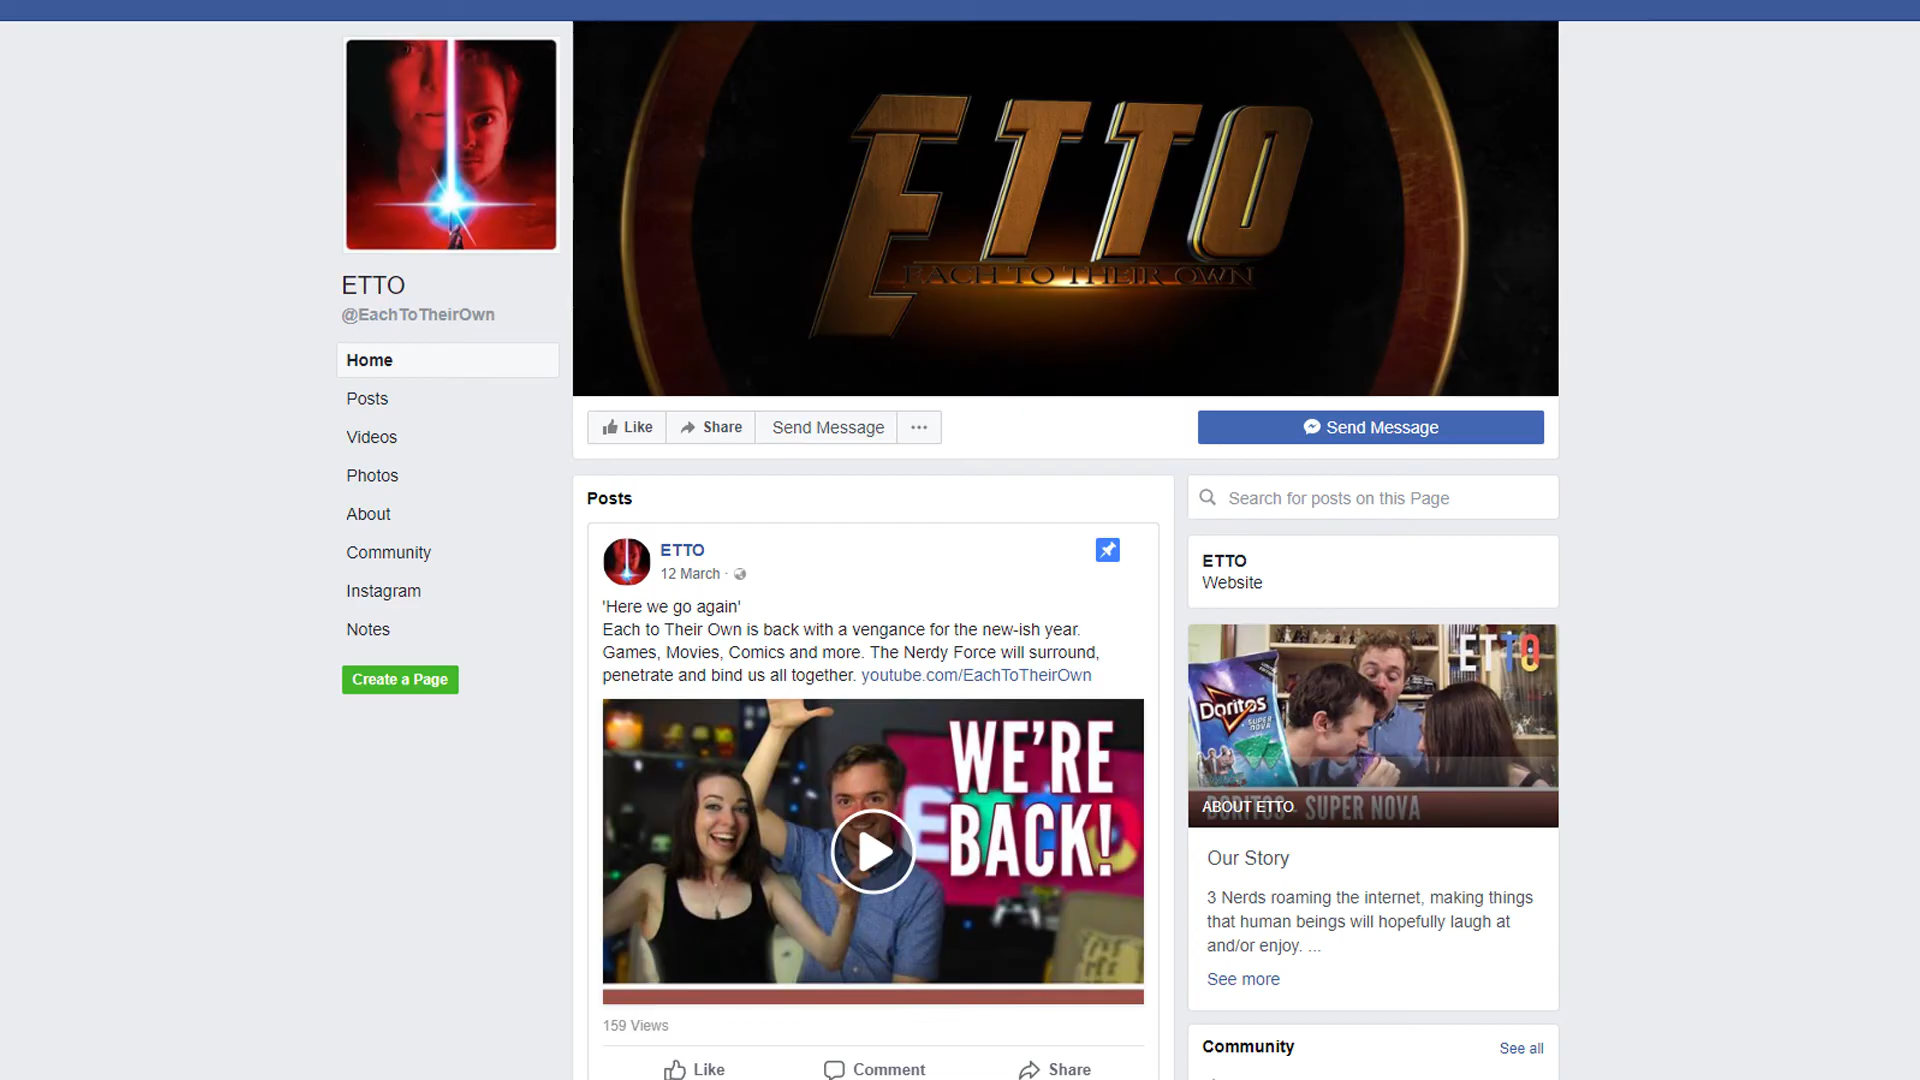 ETTO
EACH TO THEIR OWN
ETTO
@EachToTheirOwn
Home
Posts
Videos
Photos
About
Community
Instagram
Notes
Create a Page
Like
Share
Send Message
Send Message
Posts
ETTO
12 March ·
'Here we go again'
Each to Their Own is back with a vengance for the new-ish year.
Games, Movies, Comics and more. The Nerdy Force will surround,
penetrate and bind us all together. youtube.com/EachToTheirOwn
WE'RE
BACK!
ETTO
159 Views
Like
Comment
Share
Search for posts on this Page
ETTO
Website
ETTO
Doritos
SUPER
NOVA
ABOUT ETTO
DORITOS - SUPER NOVA
Our Story
3 Nerds roaming the internet, making things
that human beings will hopefully laugh at
and/or enjoy. ...
See more
Community
See all